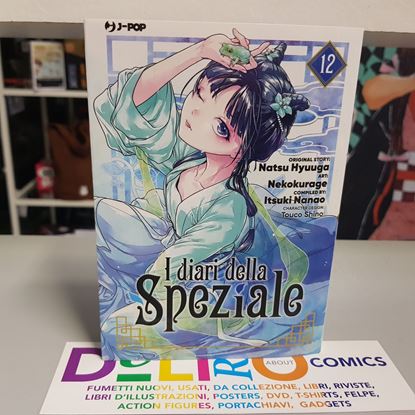 J-POP
12
ORIGINAL STORY:
Natsu Hyuuga
ART:
Nekokurage
COMPILED BY:
Itsuki Nanao
CHARACTER DESIGN:
Touco Shino
I diari della
Speziale
ABOUT
COMICS
FUMETTI NUOVI, USATI, DA COLLEZIONE, LIBRI, RIVISTE,
LIBRI D'ILLUSTRAZIONI, POSTERS, DVD, T-SHIRTS, FELPE,
ACTION FIGURES, PORTACHIAVI, GADGETS